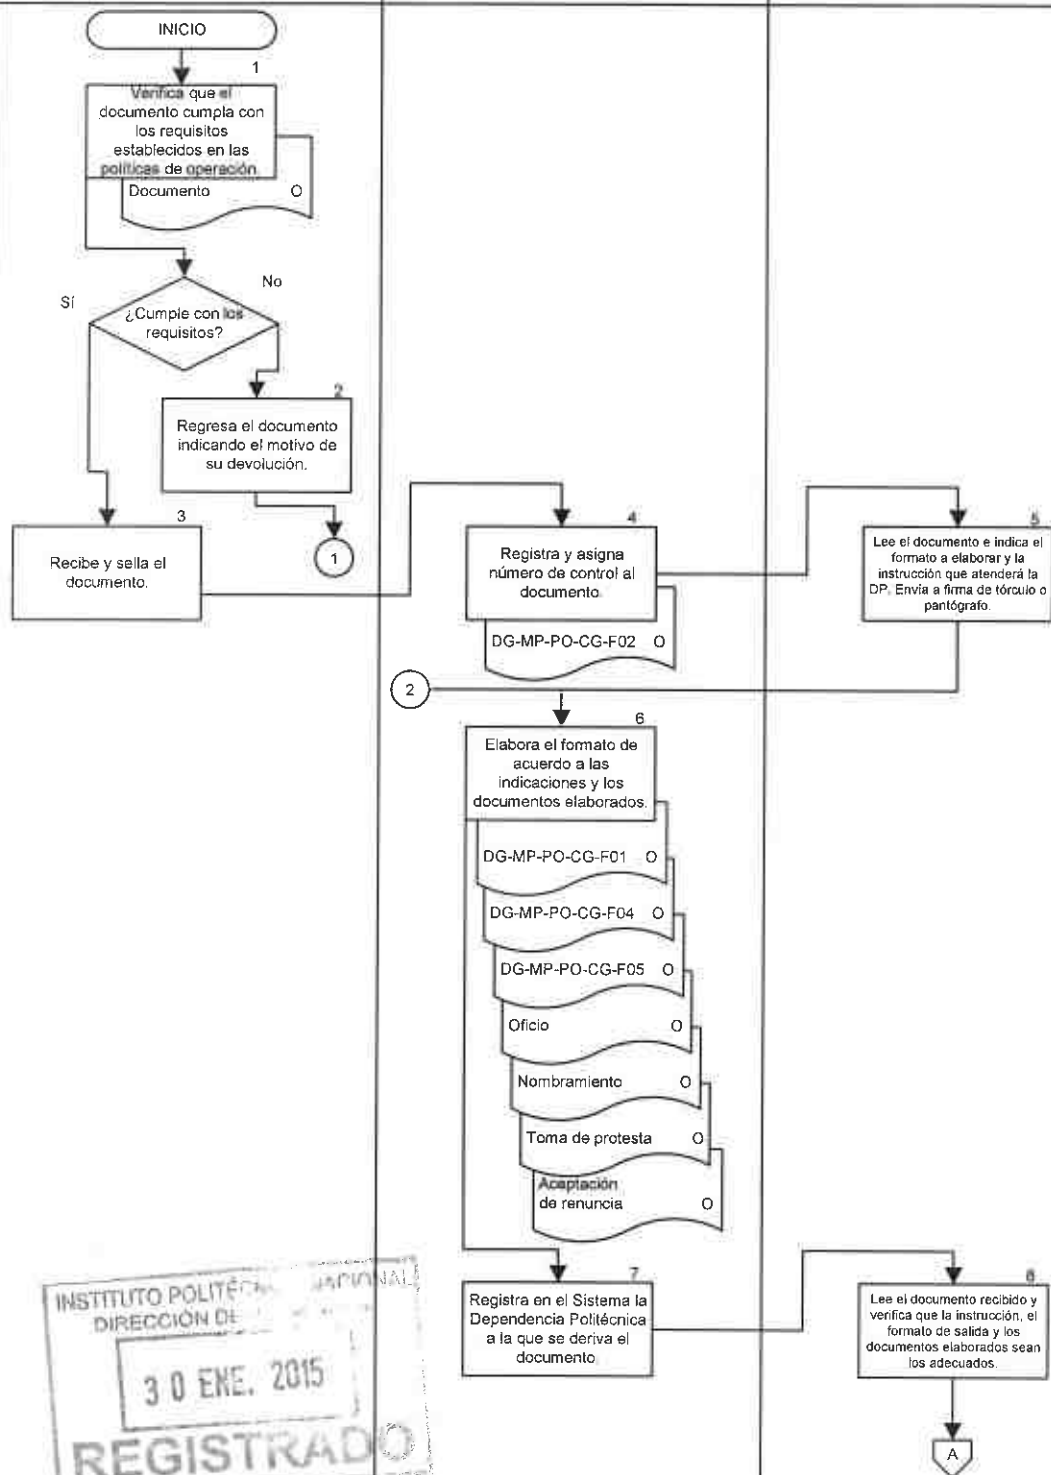 INICIO
1
Verifica que el
documento cumpla con
los requisitos
establecidos en las
políticas de operación.
Documento O
¿Cumple con los
requisitos?
Sí
No
2
Regresa el documento
indicando el motivo de
su devolución.
1
3
Recibe y sella el
documento.
4
Registra y asigna
número de control al
documento.
DG-MP-PO-CG-F02 O
5
Lee el documento e indica el
formato a elaborar y la
instrucción que atenderá la
DP. Envía a firma de tórculo o
pantógrafo.
2
6
Elabora el formato de
acuerdo a las
indicaciones y los
documentos elaborados.
DG-MP-PO-CG-F01 O
DG-MP-PO-CG-F04 O
DG-MP-PO-CG-F05 O
Oficio O
Nombramiento O
Toma de protesta O
Aceptación
de renuncia O
7
Registra en el Sistema la
Dependencia Politécnica
a la que se deriva el
documento.
8
Lee el documento recibido y
verifica que la instrucción, el
formato de salida y los
documentos elaborados sean
los adecuados.
A
INSTITUTO POLITÉCNICO NACIONAL
DIRECCIÓN DE
30 ENE. 2015
REGISTRADO